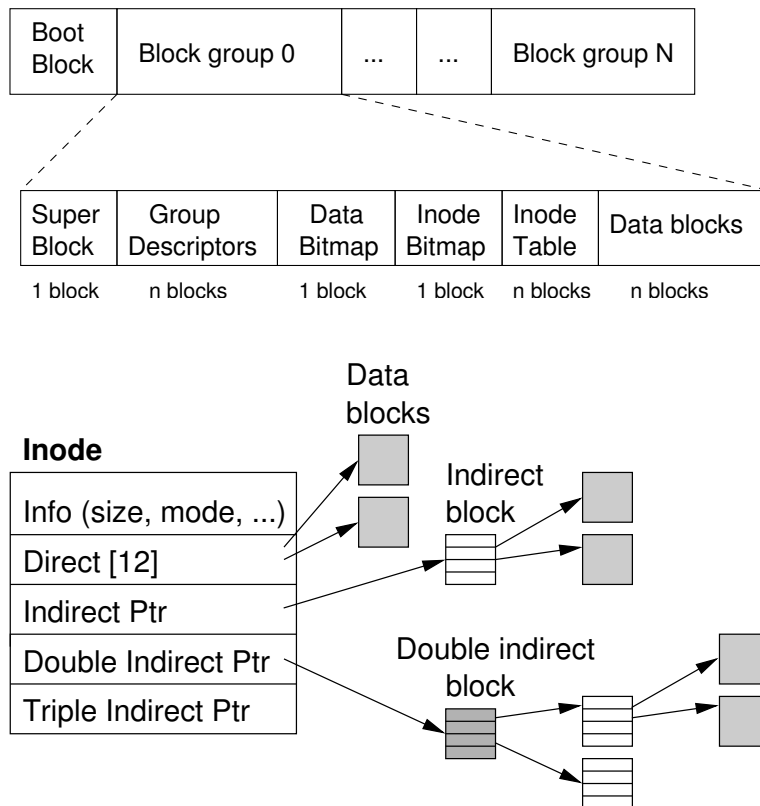 Boot
Block
Block group 0
...
...
Block group N
Super
Block
Group
Descriptors
Data
Bitmap
Inode
Bitmap
Inode
Table
Data blocks
1 block
n blocks
1 block
1 block
n blocks
n blocks
Data
blocks
Inode
Info (size, mode, ...)
Direct [12]
Indirect Ptr
Double Indirect Ptr
Triple Indirect Ptr
Indirect
block
Double indirect
block